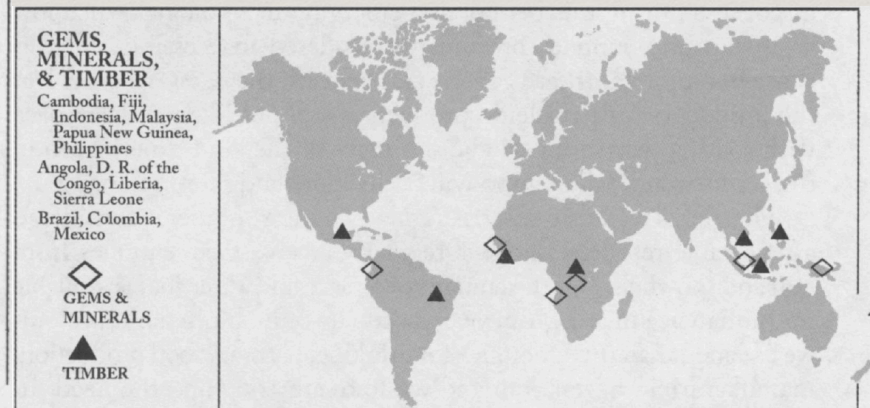 GEMS,
MINERALS,
& TIMBER
Cambodia, Fiji,
Indonesia, Malaysia,
Papua New Guinea,
Philippines
Angola, D. R. of the
Congo, Liberia,
Sierra Leone
Brazil, Colombia,
Mexico
GEMS &
MINERALS
TIMBER